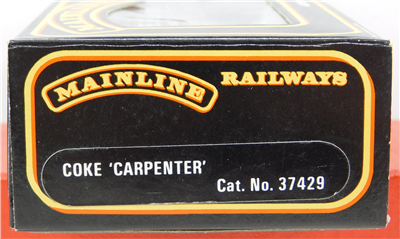 MAINLINE RAILWAYS
COKE 'CARPENTER'
Cat. No. 37429